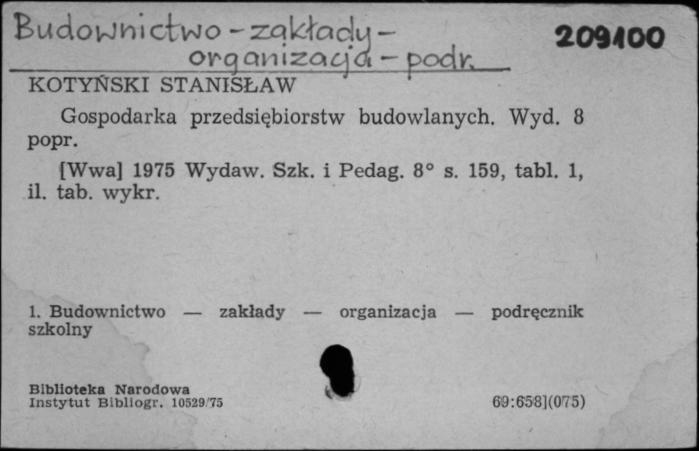 Budownictwo - zakłady -
organizacja - podr.
209100
KOTYŃSKI STANISŁAW
Gospodarka przedsiębiorstw budowlanych. Wyd. 8
popr.
[Wwa] 1975 Wydaw. Szk. i Pedag. 8° s. 159, tabl. 1,
il. tab. wykr.
1. Budownictwo — zakłady — organizacja — podręcznik
szkolny
Biblioteka Narodowa
Instytut Bibliogr. 10529/75
69:658](075)